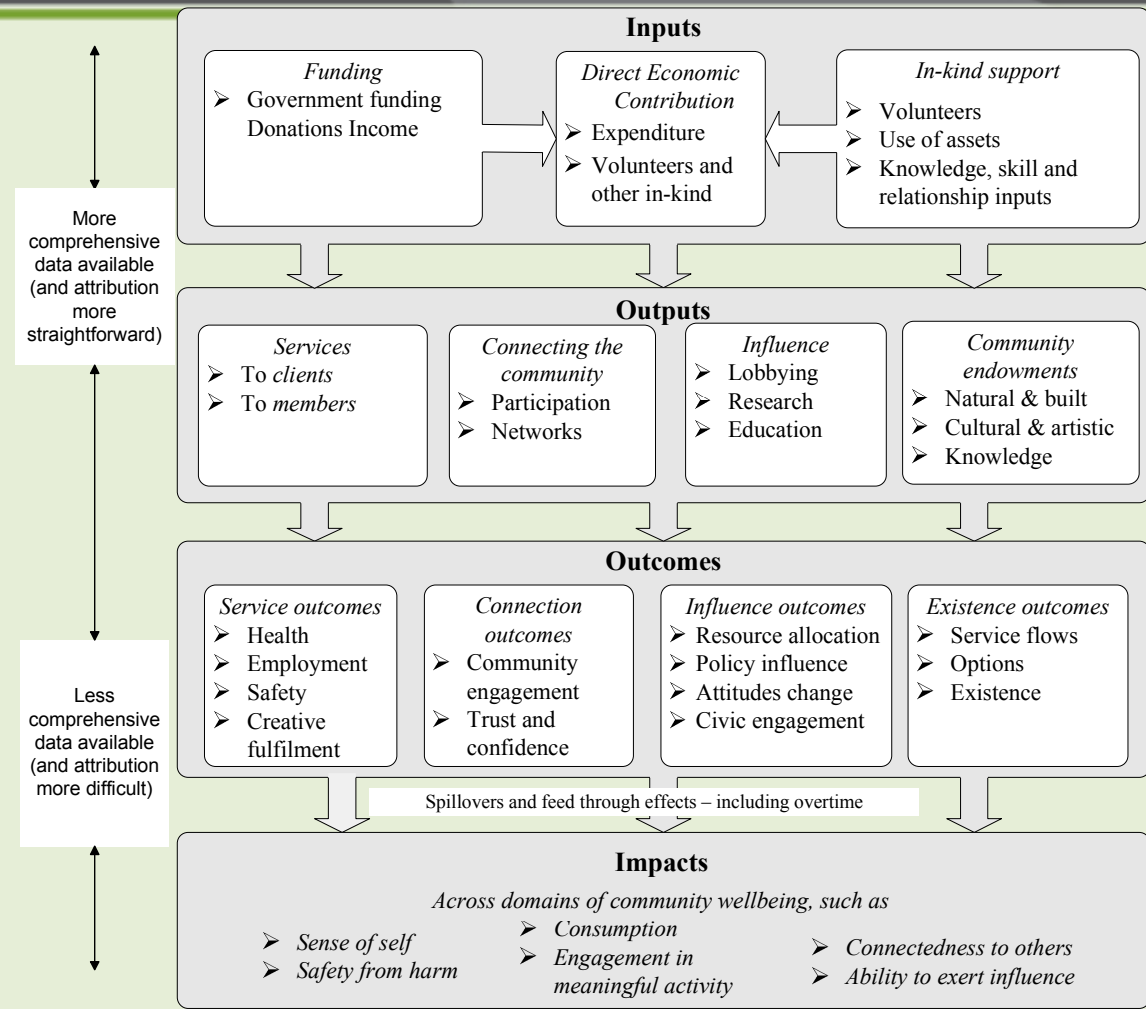 Inputs
Funding
➢ Government funding
Donations Income
Direct Economic
Contribution
➢ Expenditure
➢ Volunteers and
other in-kind
In-kind support
➢ Volunteers
➢ Use of assets
➢ Knowledge, skill and
relationship inputs
More
comprehensive
data available
(and attribution
more
straightforward)
Outputs
Services
➢ To clients
➢ To members
Connecting the
community
➢ Participation
➢ Networks
Influence
➢ Lobbying
➢ Research
➢ Education
Community
endowments
➢ Natural & built
➢ Cultural & artistic
➢ Knowledge
Outcomes
Service outcomes
➢ Health
➢ Employment
➢ Safety
➢ Creative
fulfilment
Connection
outcomes
➢ Community
engagement
➢ Trust and
confidence
Influence outcomes
➢ Resource allocation
➢ Policy influence
➢ Attitudes change
➢ Civic engagement
Existence outcomes
➢ Service flows
➢ Options
➢ Existence
Less
comprehensive
data available
(and attribution
more difficult)
Spillovers and feed through effects – including overtime
Impacts
Across domains of community wellbeing, such as
➢ Sense of self
➢ Safety from harm
➢ Consumption
➢ Engagement in
meaningful activity
➢ Connectedness to others
➢ Ability to exert influence